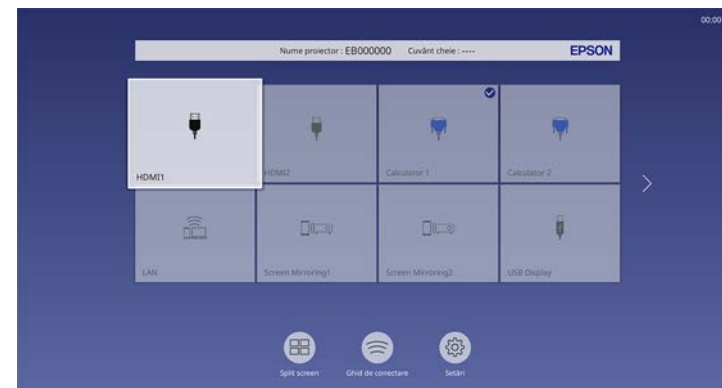 00:00
Nume proiector : EB000000 Cuvânt cheie : ---- EPSON
HDMI1 HDMI2 Calculator 1 Calculator 2
LAN Screen Mirroring1 Screen Mirroring2 USB Display
Split screen Ghid de conectare Setări